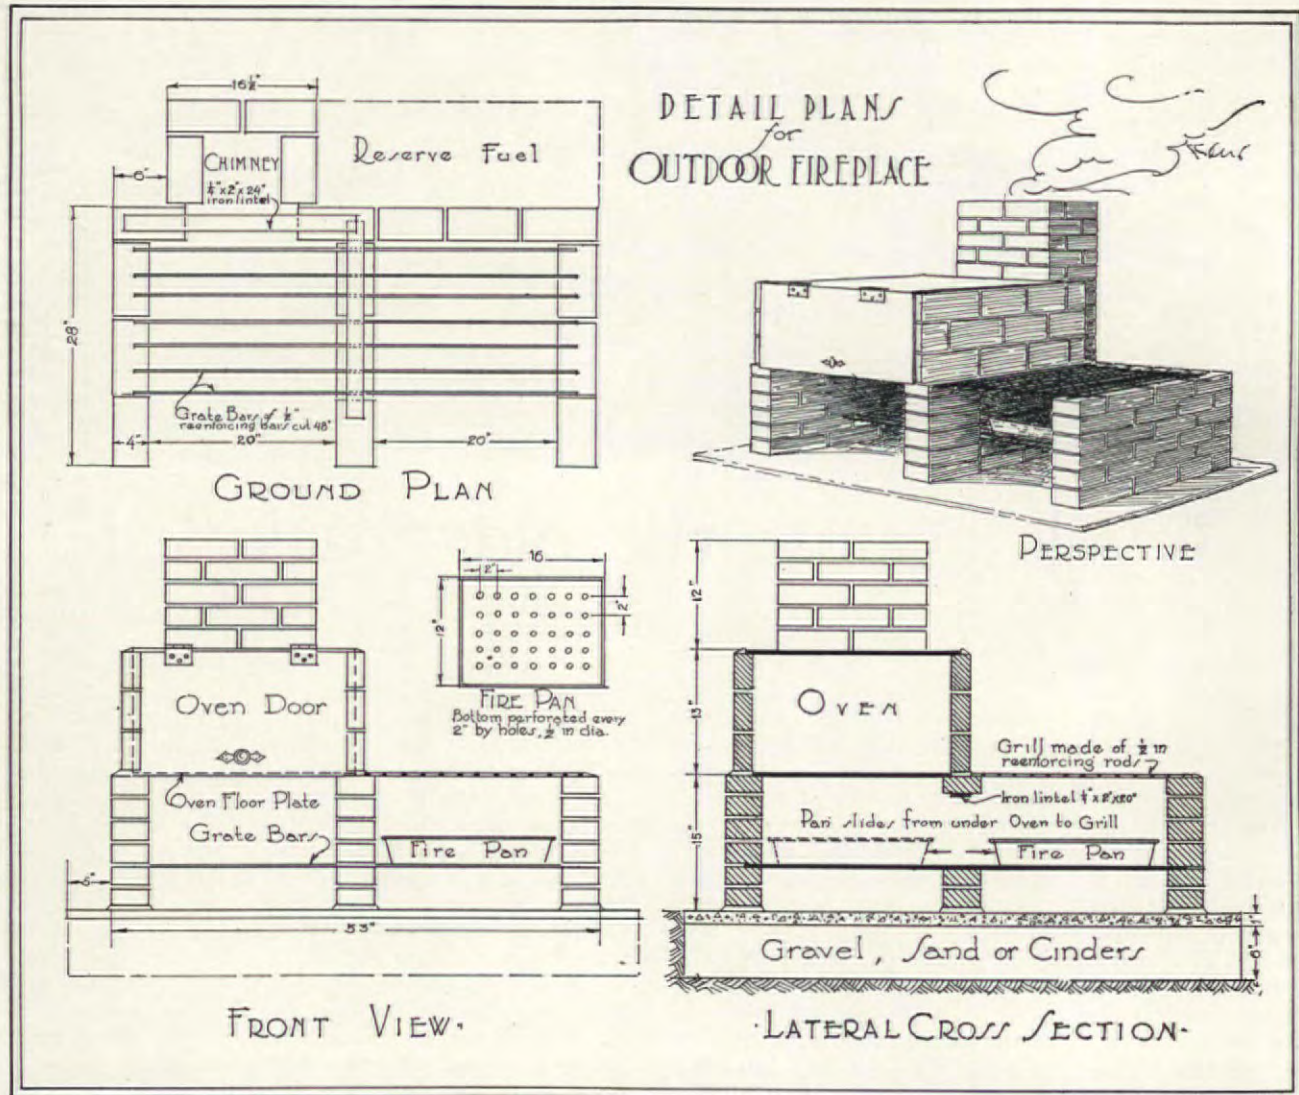 DETAIL PLANS
for
OUTDOOR FIREPLACE
16½"
CHIMNEY
Reserve Fuel
6"
¼"x2"x24"
iron lintel
28"
Grate Bars of ½"
reenforcing bars cut 48"
4"
20"
20"
GROUND PLAN
PERSPECTIVE
16
2"
2"
12"
FIRE PAN
Bottom perforated every
2" by holes, ½ in dia.
Oven Door
Oven Floor Plate
Grate Bars
Fire Pan
5"
53"
FRONT VIEW.
12"
13"
OVEN
Grill made of ½ in
reenforcing rods
Iron lintel ¼"x2"x20"
15"
Pan slides from under Oven to Grill
Fire Pan
1"
6"
Gravel, Sand or Cinders
·LATERAL CROSS SECTION·